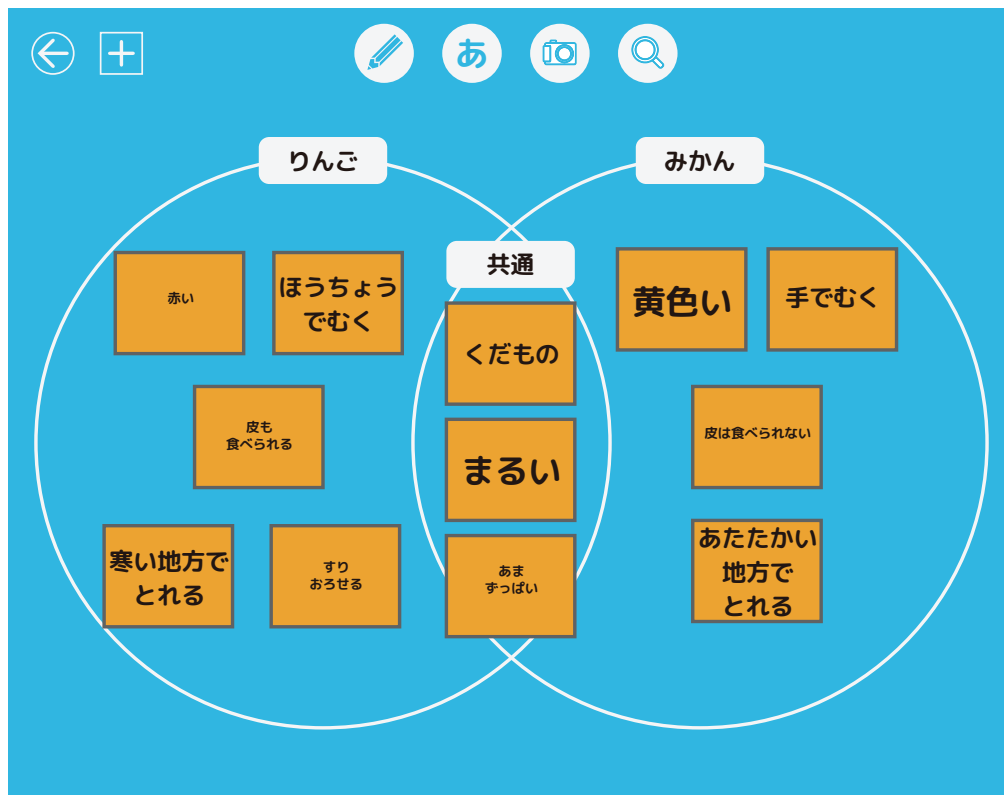 あ
りんご
みかん
共通
赤い
ほうちょう
でむく
皮も
食べられる
寒い地方で
とれる
すり
おろせる
くだもの
まるい
あま
ずっぱい
黄色い
手でむく
皮は食べられない
あたたかい
地方で
とれる